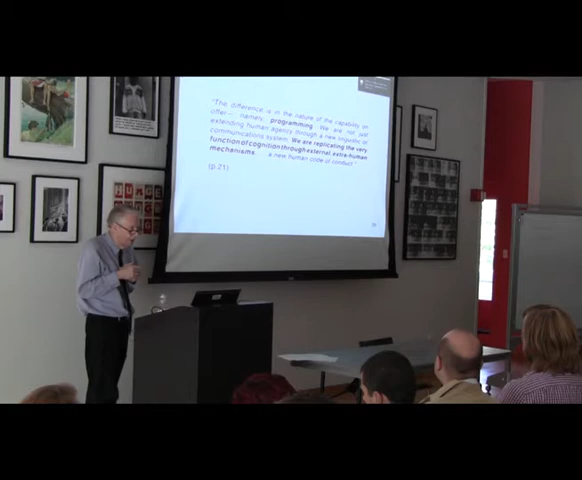 "The difference is in the nature of the capability on
offer— namely, programming. We are not just
extending human agency through a new linguistic or
communications system. We are replicating the very
function of cognition through external, extra-human
mechanisms. ... a new human code of conduct."
(p.21)
HUNGER